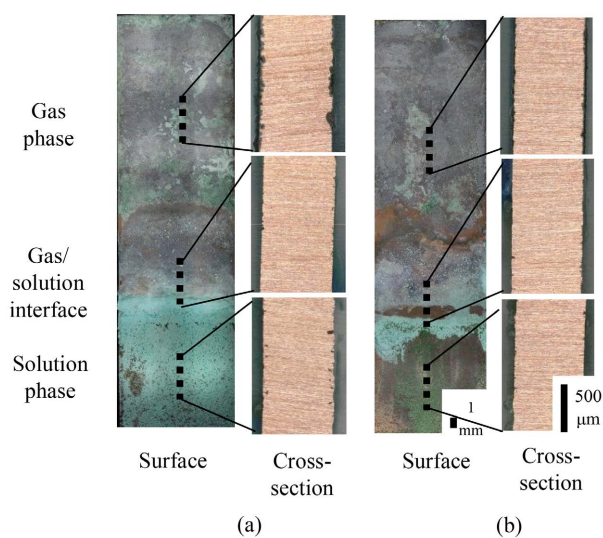 Gas
phase
Gas/
solution
interface
Solution
phase
1
mm
500
μm
Surface
Cross-
section
Surface
Cross-
section
(a)
(b)